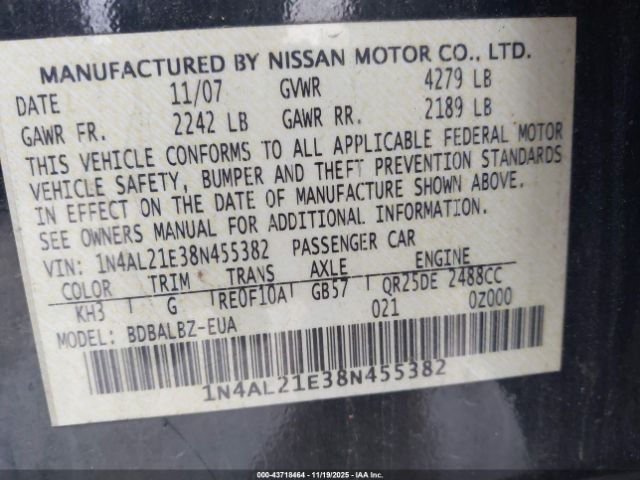 MANUFACTURED BY NISSAN MOTOR CO., LTD.
DATE 11/07 GVWR 4279 LB
GAWR FR. 2242 LB GAWR RR. 2189 LB
THIS VEHICLE CONFORMS TO ALL APPLICABLE FEDERAL MOTOR
VEHICLE SAFETY, BUMPER AND THEFT PREVENTION STANDARDS
IN EFFECT ON THE DATE OF MANUFACTURE SHOWN ABOVE.
SEE OWNERS MANUAL FOR ADDITIONAL INFORMATION.
VIN: 1N4AL21E38N455382 PASSENGER CAR
COLOR TRIM TRANS AXLE ENGINE
KH3 G RE0F10A GB57 QR25DE 2488CC
021 0Z000
MODEL: BDBALBZ-EUA
1N4AL21E38N455382
000-43718464 | 11/19/2025 | IAA Inc.